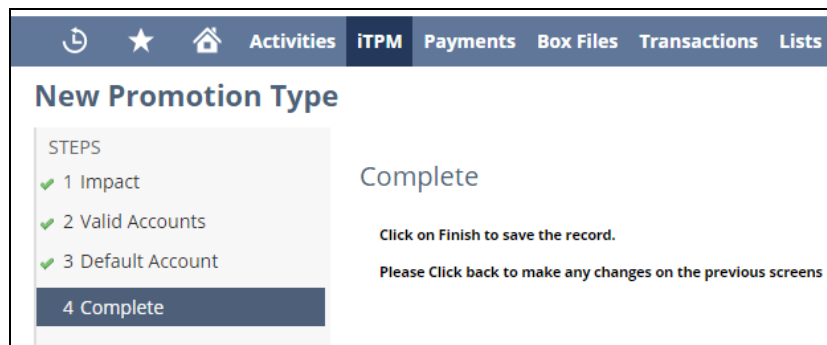 Activities iTPM Payments Box Files Transactions Lists
New Promotion Type
STEPS
1 Impact
2 Valid Accounts
3 Default Account
4 Complete
Complete
Click on Finish to save the record.
Please Click back to make any changes on the previous screens